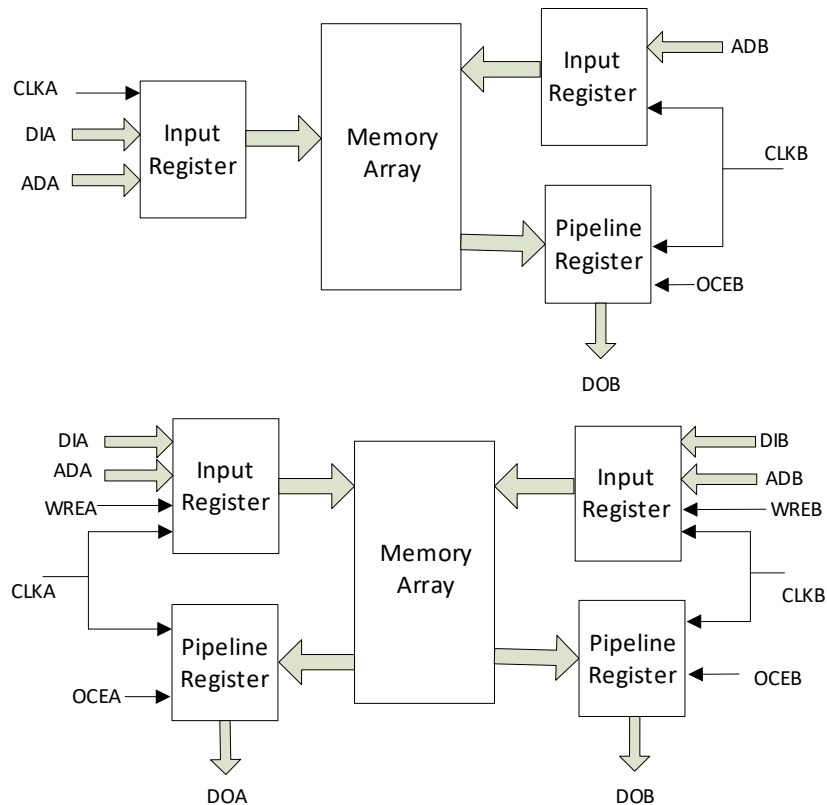 CLKA
DIA
ADA
Input
Register
Memory
Array
Input
Register
ADB
CLKB
Pipeline
Register
OCEB
DOB
DIA
ADA
WREA
CLKA
Input
Register
Pipeline
Register
OCEA
DOA
Memory
Array
Input
Register
DIB
ADB
WREB
CLKB
Pipeline
Register
OCEB
DOB